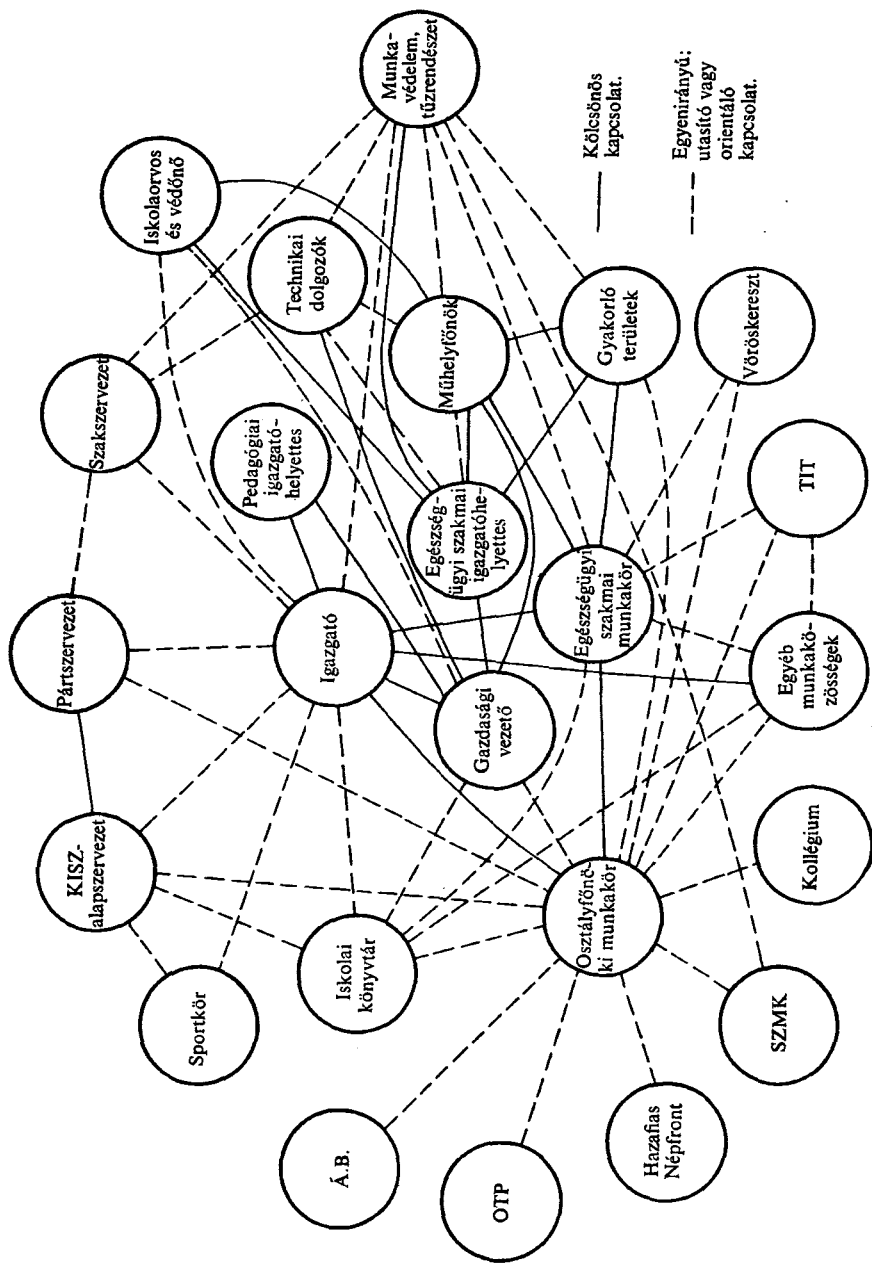 Sportkör
KISZ-
alapszervezet
Pártszervezet
Szakszervezet
Iskolaorvos
és védőnő
Munka-
védelem,
tűzrendészet
Á.B.
Iskolai
könyvtár
Igazgató
Pedagógiai
igazgató-
helyettes
Technikai
dolgozók
OTP
Gazdasági
vezető
Egészség-
ügyi szakmai
igazgatóhe-
lyettes
Műhelyfőnök
Hazafias
Népfront
Osztályfőnö-
ki munkakör
Egészségügyi
szakmai
munkakör
Gyakorló
területek
SZMK
Kollégium
Egyéb
munkakö-
zösségek
TIT
Vöröskereszt
Kölcsönös
kapcsolat.
Egyenirányú:
utasító vagy
orientáló
kapcsolat.